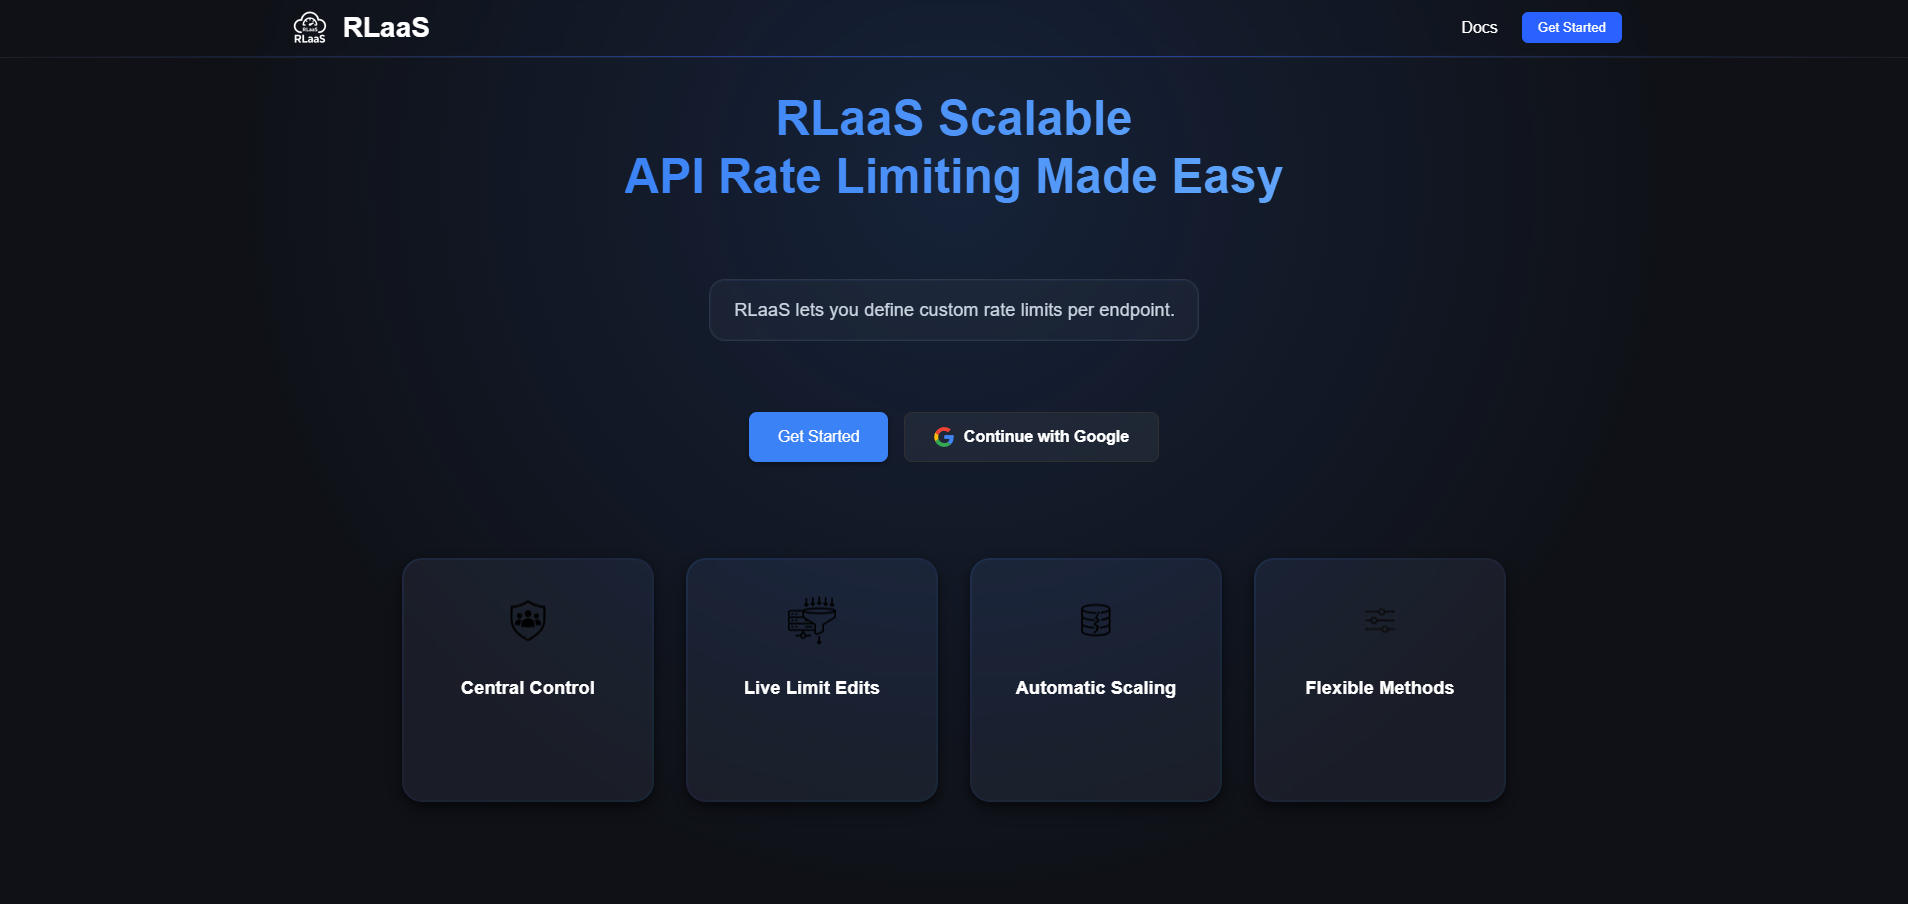 RLaaS
RLaaS
Docs
Get Started
RLaaS Scalable
API Rate Limiting Made Easy
RLaaS lets you define custom rate limits per endpoint.
Get Started
Continue with Google
Central Control
Live Limit Edits
Automatic Scaling
Flexible Methods